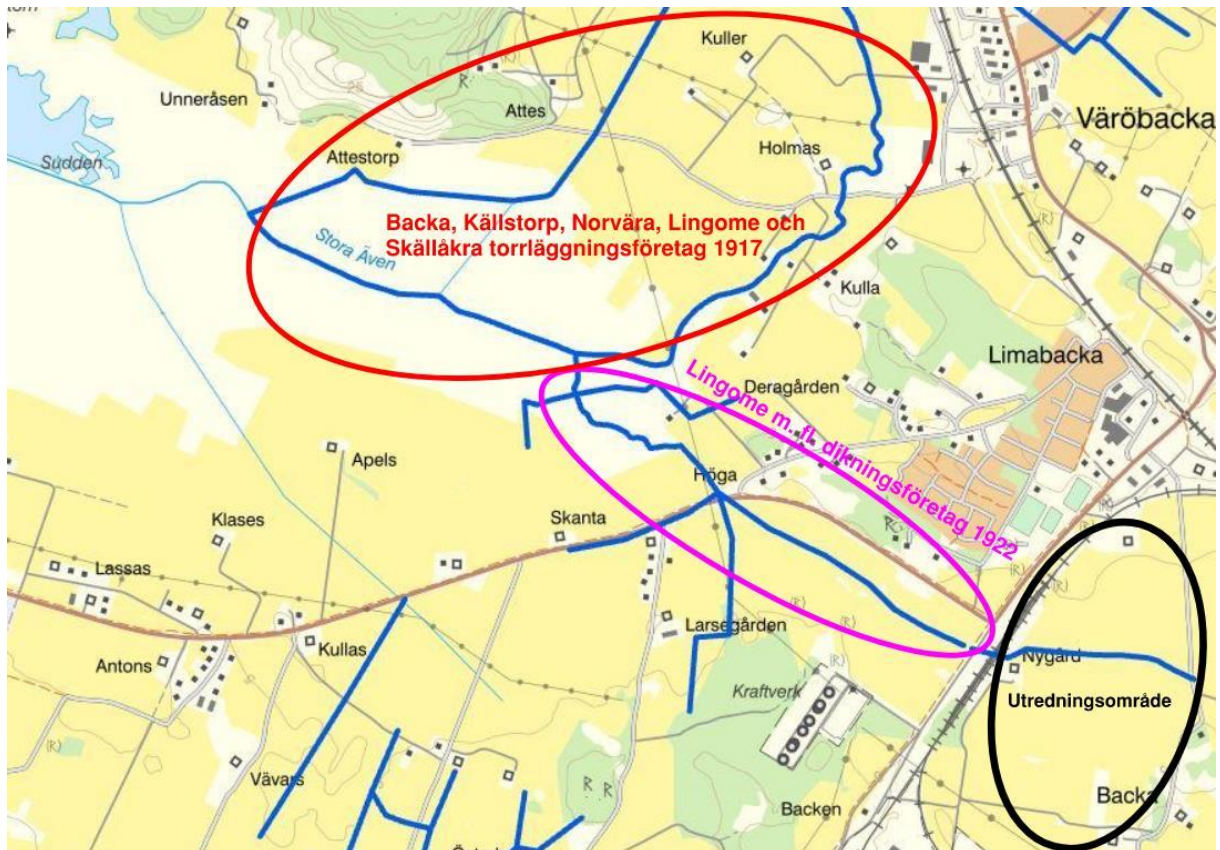 Kuller
Unneråsen
Attes
Väröbacka
Attestorp
Holmas
Sudden
Backa, Källstorp, Norvära, Lingome och
Skällåkra torrläggningsföretag 1917
Stora Även
Kulla
Limabacka
Deragården
Lingome m. fl. dikningsföretag 1922
Apels
Höga
Klases
Skanta
Lassas
Larsegården
Antons
Kullas
Nygård
Kraftverk
Utredningsområde
Vävars
Backen
Backa